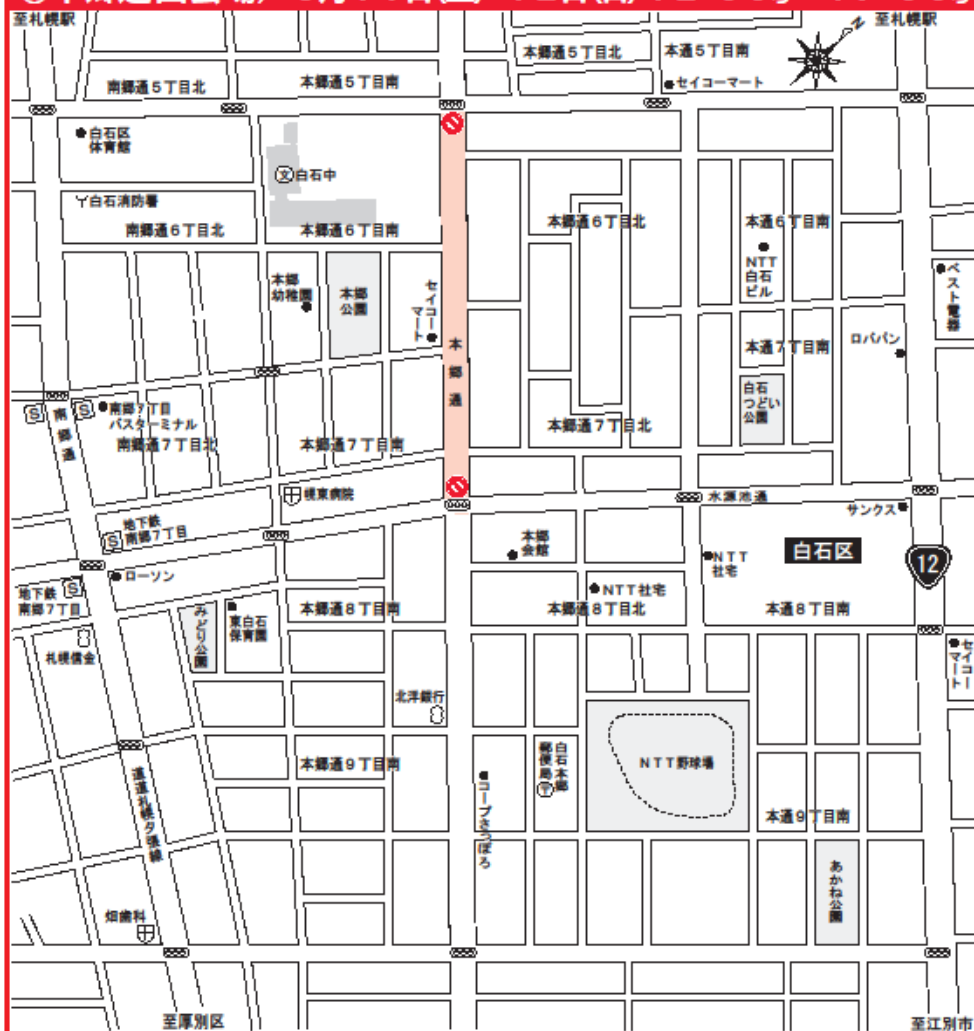 至札幌駅
至札幌駅
N
本郷通5丁目北
本通5丁目南
南郷通5丁目北
本郷通5丁目南
セイコーマート
白石区
体育館
文
白石中
白石消防署
南郷通6丁目北
本郷通6丁目南
本郷通6丁目北
本通6丁目南
NTT
白石
ビル
ベスト電器
本郷
幼稚園
本郷
公園
セイコーマート
本郷通
本通7丁目南
ロバパン
白石
つどい
公園
S
S
南郷通
南郷7丁目
バスターミナル
南郷通7丁目北
本郷通7丁目南
本郷通7丁目北
幌東病院
水源池通
サンクス
地下鉄
南郷7丁目
S
本郷
会館
NTT
社宅
白石区
12
ローソン
地下鉄
南郷7丁目
S
みどり公園
東白石
保育園
本郷通8丁目南
NTT社宅
本郷通8丁目北
本通8丁目南
札幌信金
セイコーマート
北洋銀行
本郷通9丁目南
白石本郷
郵便局
〒
NTT野球場
道道札幌夕張線
コープさっぽろ
本通9丁目南
あかね公園
畑歯科
至厚別区
至江別市